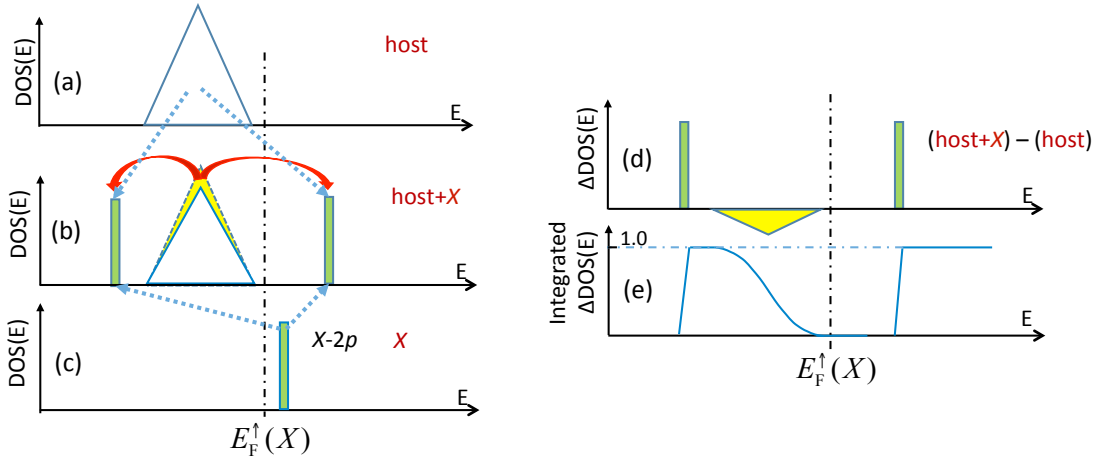 DOS(E)
(a)
host
E
DOS(E)
(b)
host+X
E
DOS(E)
(c)
X-2p
X
E
E_F^↑(X)
ΔDOS(E)
(d)
(host+X) – (host)
E
Integrated
ΔDOS(E)
1.0
(e)
E
E_F^↑(X)